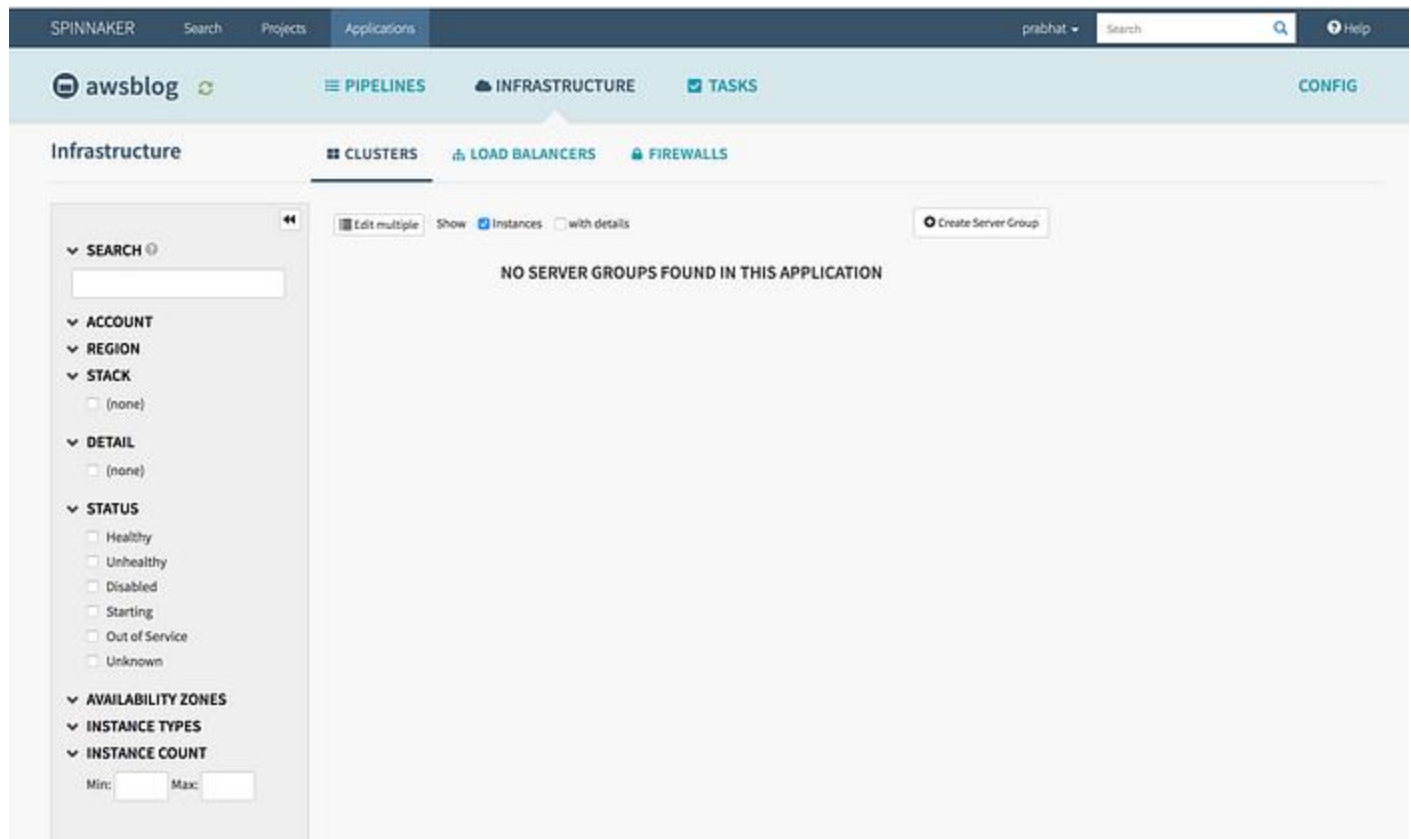 SPINNAKER Search Projects Applications prabhat Search Help
awsblog PIPELINES INFRASTRUCTURE TASKS CONFIG
Infrastructure CLUSTERS LOAD BALANCERS FIREWALLS
Edit multiple Show Instances with details Create Server Group
NO SERVER GROUPS FOUND IN THIS APPLICATION
SEARCH
ACCOUNT
REGION
STACK
(none)
DETAIL
(none)
STATUS
Healthy
Unhealthy
Disabled
Starting
Out of Service
Unknown
AVAILABILITY ZONES
INSTANCE TYPES
INSTANCE COUNT
Min: Max: